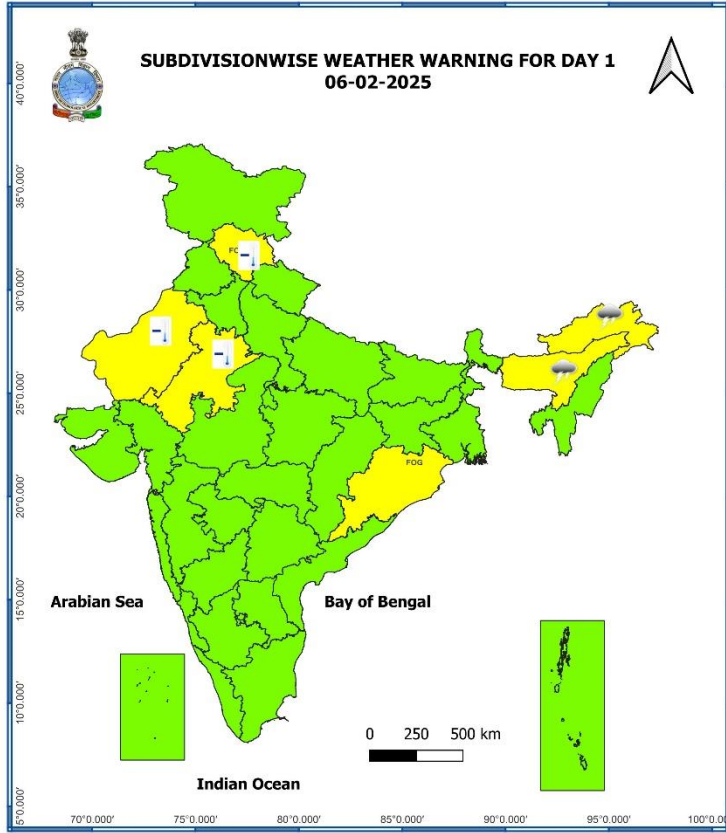 SUBDIVISIONWISE WEATHER WARNING FOR DAY 1
06-02-2025
FOG
Arabian Sea
Bay of Bengal
0 250 500 km
Indian Ocean
40°0.000'
35°0.000'
30°0.000'
25°0.000'
20°0.000'
15°0.000'
10°0.000'
5°0.000'
70°0.000' 75°0.000' 80°0.000' 85°0.000' 90°0.000' 95°0.000' 100°0.0